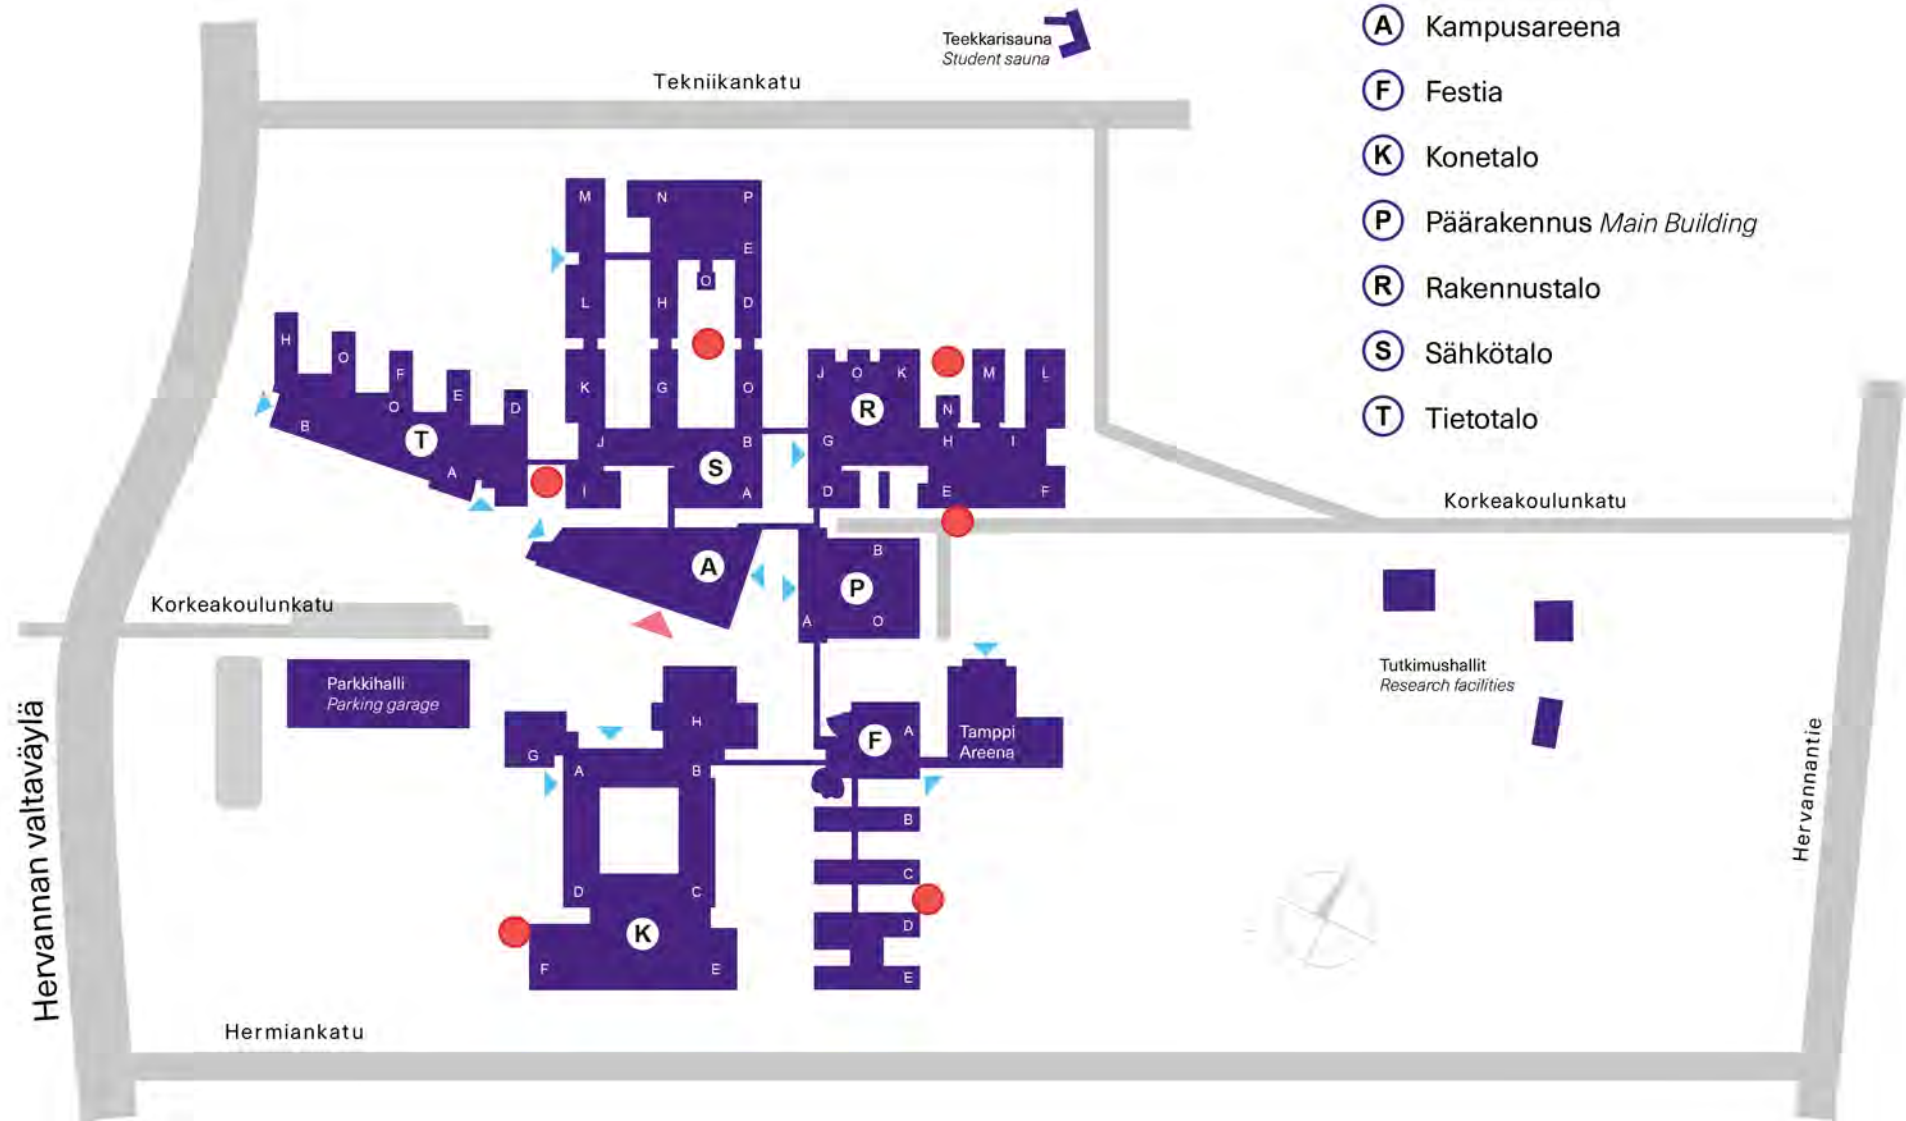 Teekkarisauna
Student sauna
Tekniikankatu
A Kampusareena
F Festia
K Konetalo
P Päärakennus Main Building
R Rakennustalo
S Sähkötalo
T Tietotalo
M N P
E
O
L H D
K G O
J B
S
I A
H
O
F
O
E
D
B
T
A
J O K M L
R
N
G H I
D E F
Korkeakoulunkatu
A
B
P
A O
Korkeakoulunkatu
Parkkihalli
Parking garage
Tutkimushallit
Research facilities
Hervannan valtaväylä
Hervannantie
H
G
A B
D C
K
F E
F A
Tamppi
Areena
B
C
D
E
Hermiankatu